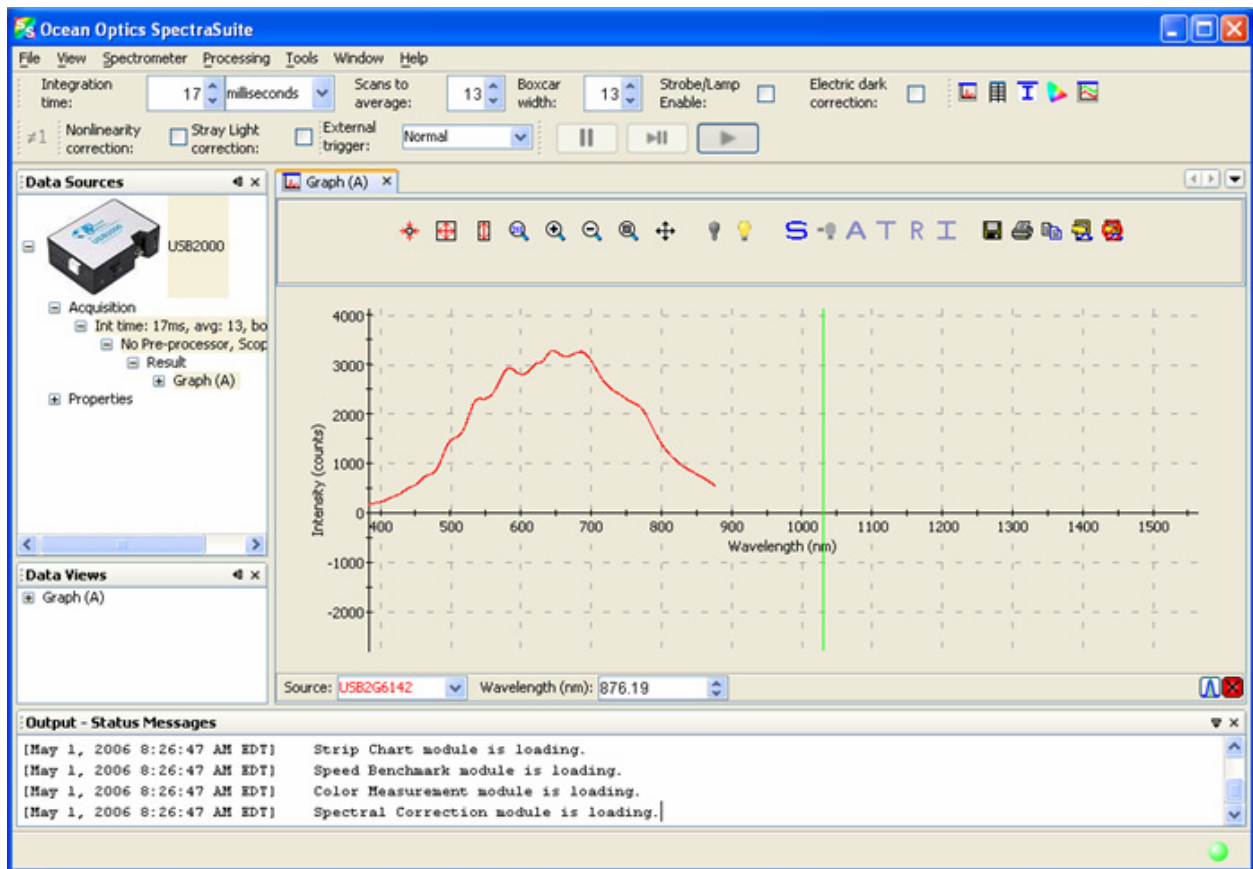 Ocean Optics SpectraSuite
File View Spectrometer Processing Tools Window Help
Integration time: 17 milliseconds Scans to average: 13 Boxcar width: 13 Strobe/Lamp Enable: Electric dark correction:
≠1 Nonlinearity correction: Stray Light correction: External trigger: Normal
Data Sources
USB2000
Acquisition
Int time: 17ms, avg: 13, bo
No Pre-processor, Scop
Result
Graph (A)
Properties
Data Views
Graph (A)
Graph (A)
S A T R I
4000
3000
2000
1000
0
-1000
-2000
Intensity (counts)
400 500 600 700 800 900 1000 1100 1200 1300 1400 1500
Wavelength (nm)
Source: USB2G6142 Wavelength (nm): 876.19
Output - Status Messages
[May 1, 2006 8:26:47 AM EDT] Strip Chart module is loading.
[May 1, 2006 8:26:47 AM EDT] Speed Benchmark module is loading.
[May 1, 2006 8:26:47 AM EDT] Color Measurement module is loading.
[May 1, 2006 8:26:47 AM EDT] Spectral Correction module is loading.